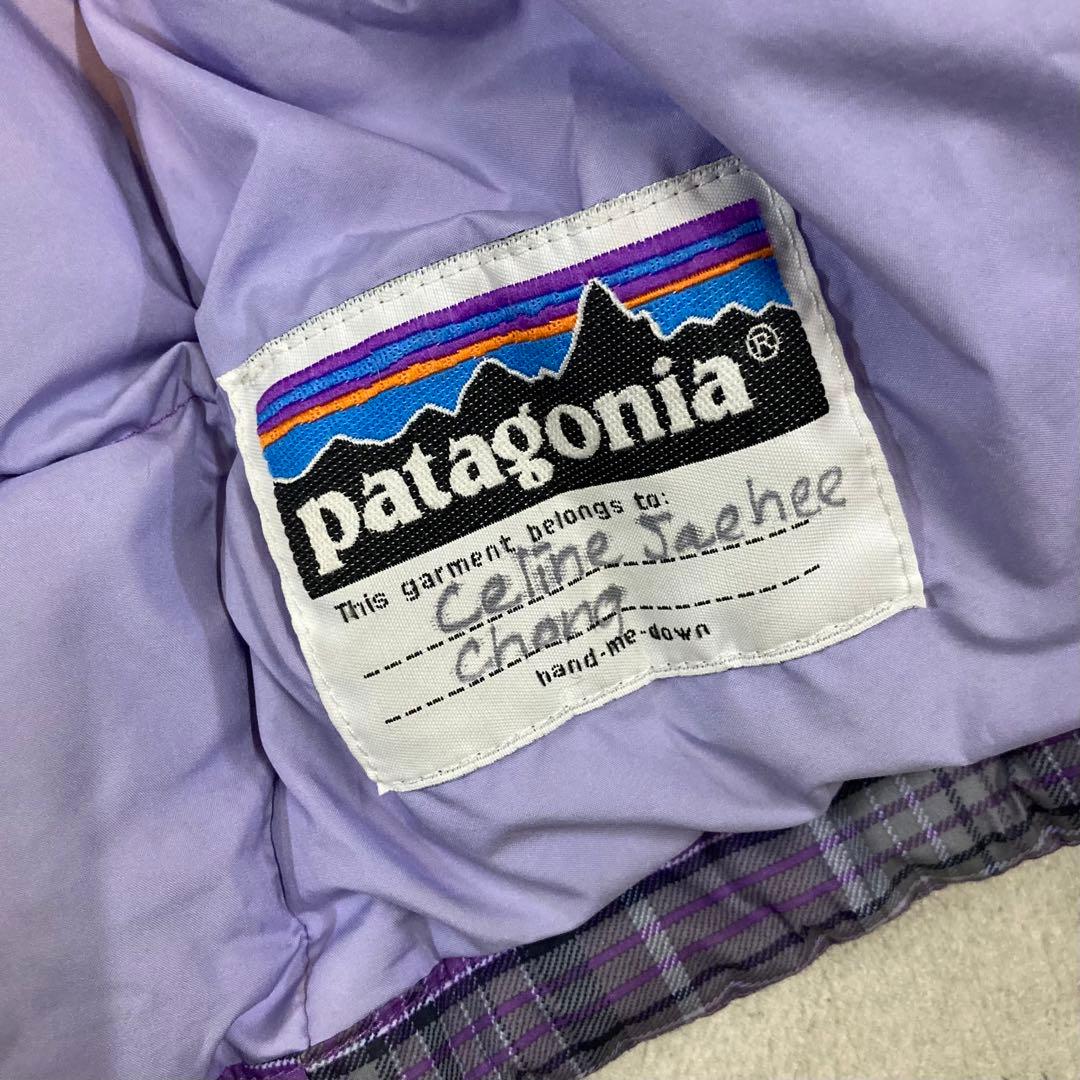 patagonia®
This garment belongs to:
Celine Jaehee
Chang
hand-me-down